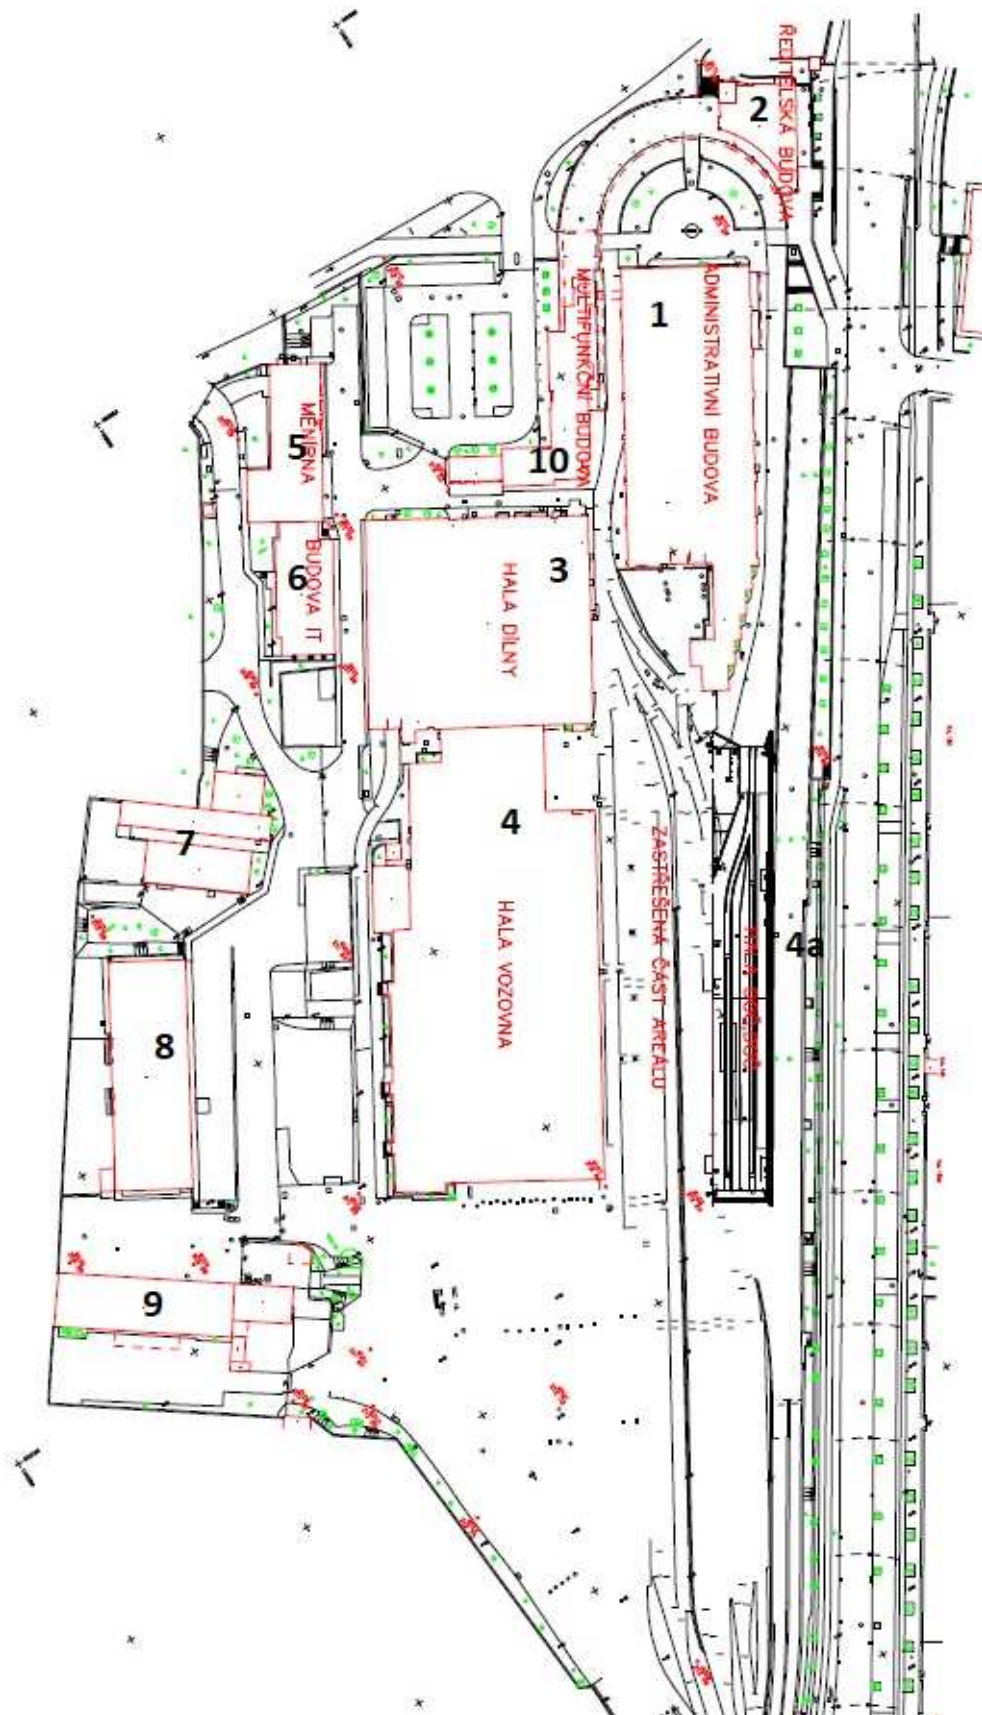 ŘEDITELSKÁ BUDOVA
2
1
ADMINISTRATIVNÍ BUDOVA
MULTIFUNKČNÍ BUDOVA
10
MĚNÍRNA
5
BUDOVA IT
6
3
HALA DÍLNY
4
HALA VOZOVNA
ZASTŘEŠENÁ ČÁST AREÁLU
4a
7
8
9